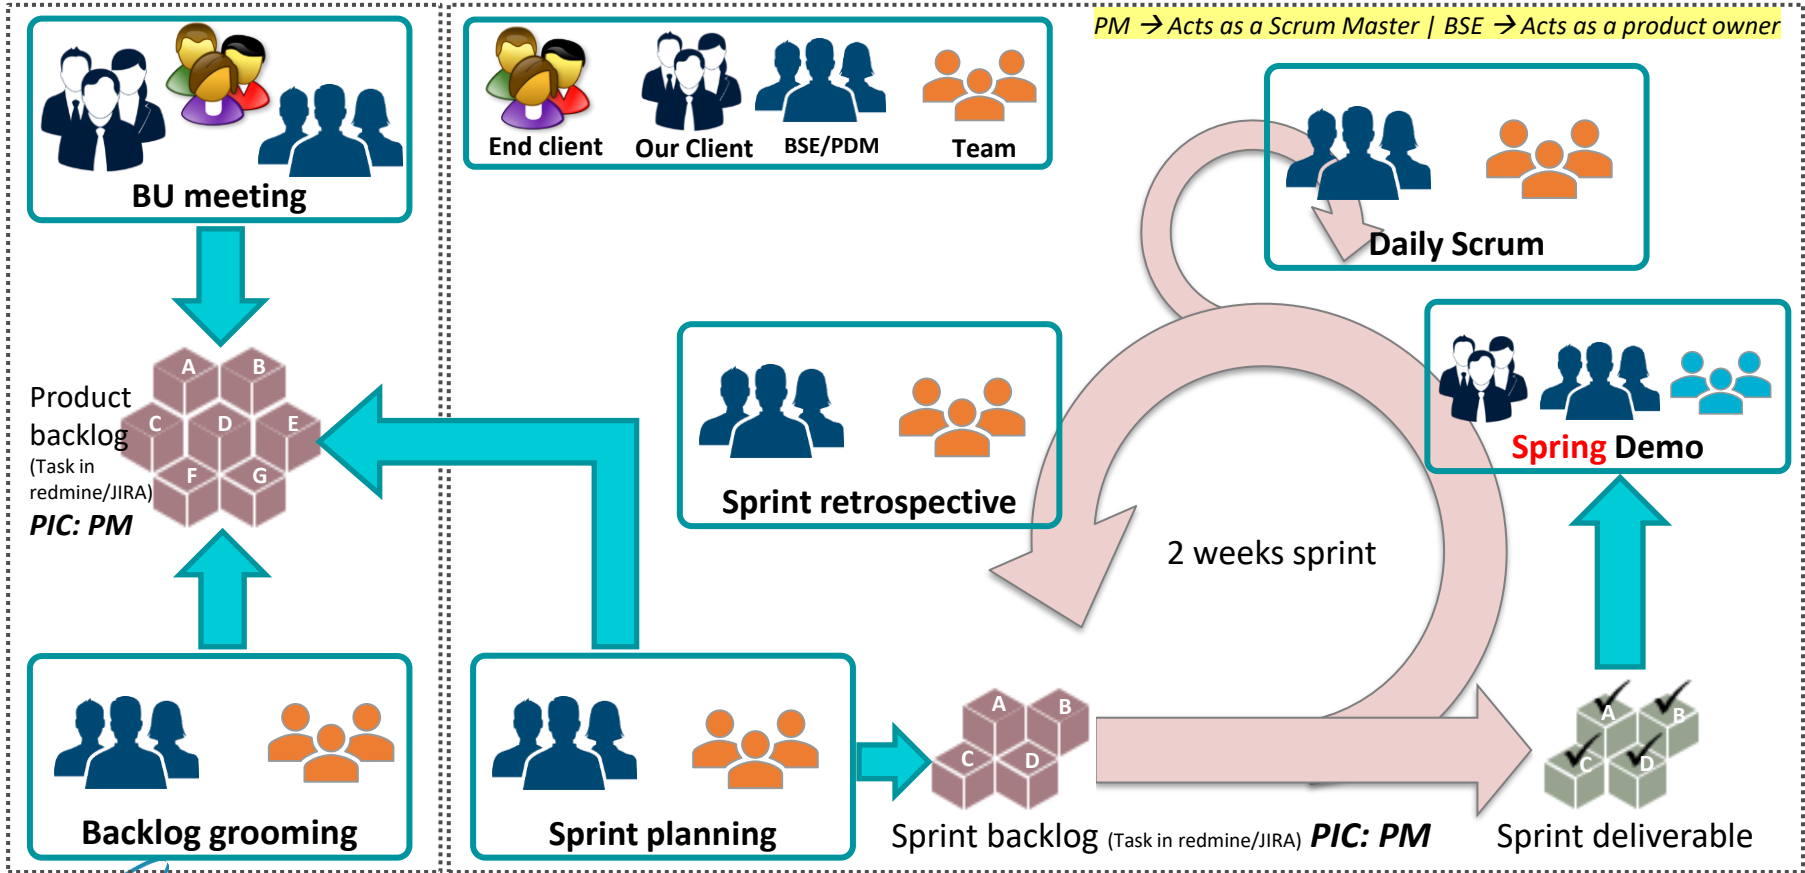 PM → Acts as a Scrum Master | BSE → Acts as a product owner
BU meeting
End client
Our Client
BSE/PDM
Team
Daily Scrum
A
B
C
D
E
F
G
Product
backlog
(Task in
redmine/JIRA)
PIC: PM
Sprint retrospective
Spring Demo
2 weeks sprint
Backlog grooming
Sprint planning
A
B
C
D
Sprint backlog (Task in redmine/JIRA) PIC: PM
A
B
C
D
Sprint deliverable